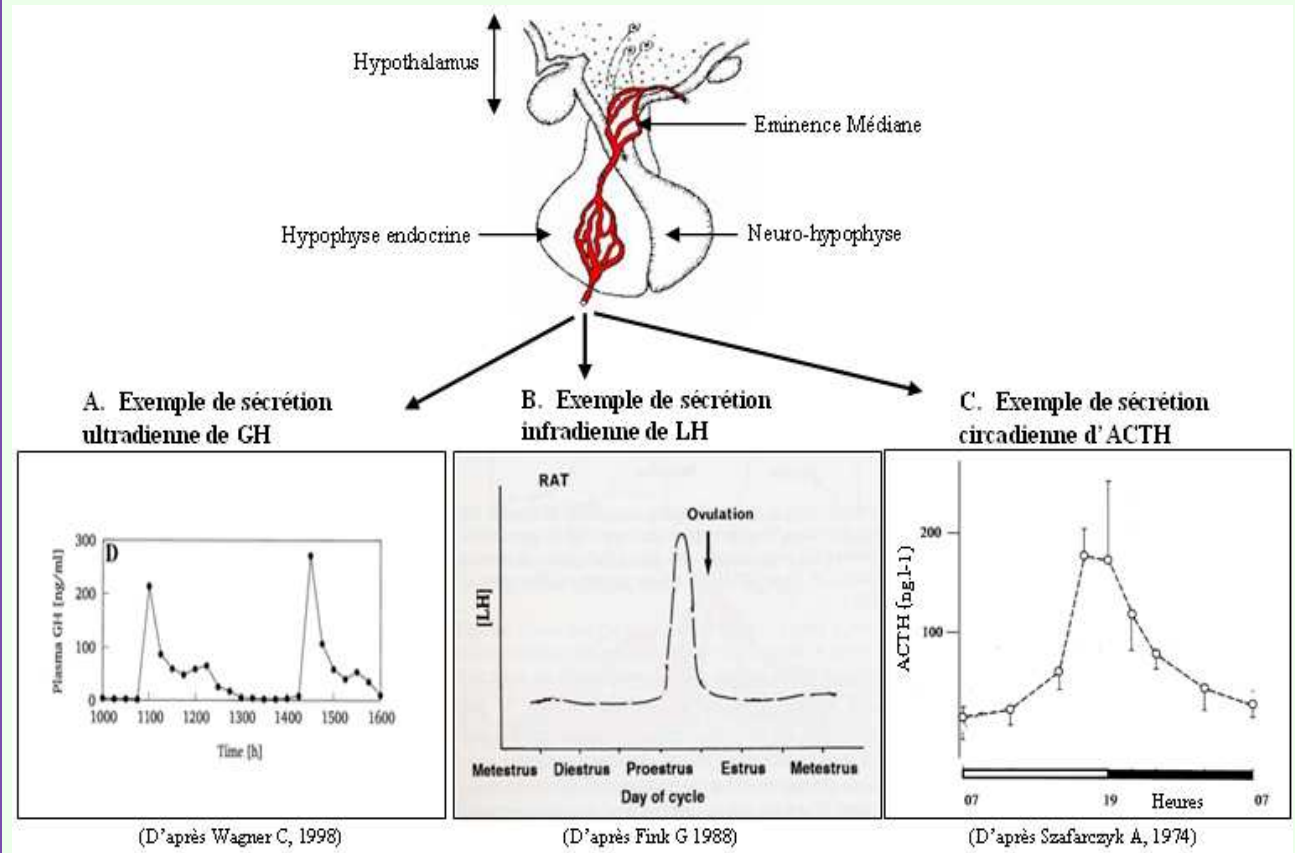 Hypothalamus
Eminence Médiane
Hypophyse endocrine
Neuro-hypophyse
A. Exemple de sécrétion
ultradienne de GH
B. Exemple de sécrétion
infradienne de LH
C. Exemple de sécrétion
circadienne d'ACTH
D
Plasma GH [ng/ml]
300
200
100
0
1000 1100 1200 1300 1400 1500 1600
Time [h]
(D'après Wagner C, 1998)
RAT
Ovulation
[LH]
Metestrus Diestrus Proestrus Estrus Metestrus
Day of cycle
(D'après Fink G 1988)
ACTH (ng.l-1)
200
100
07 19 Heures 07
(D'après Szafarczyk A, 1974)